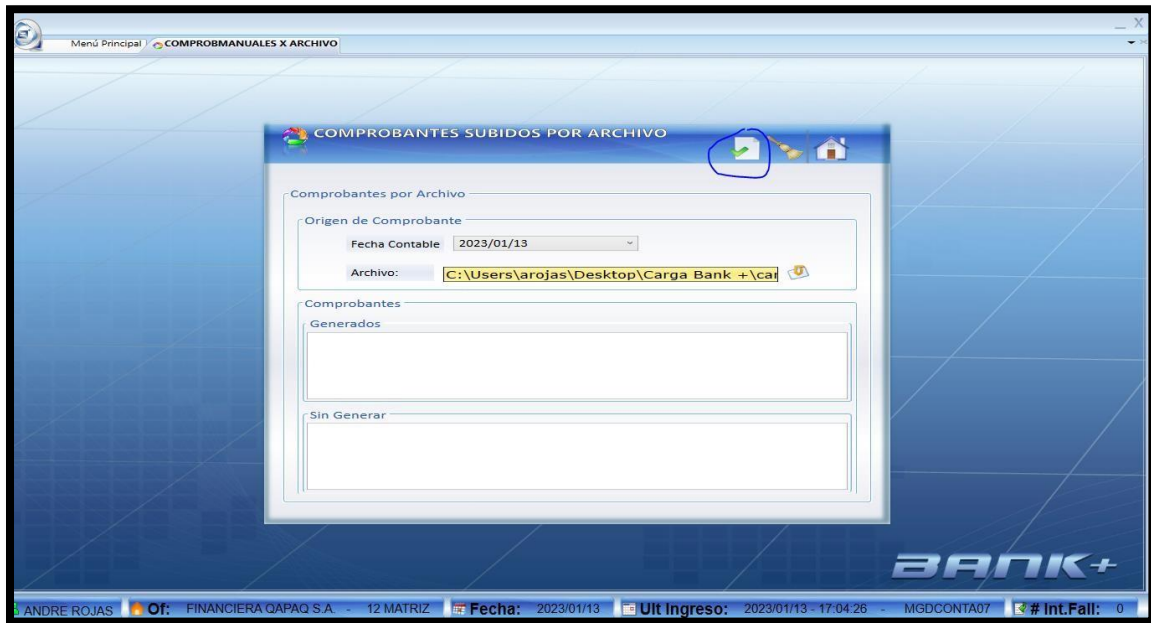 Menú Principal
COMPROBMANUALES X ARCHIVO
COMPROBANTES SUBIDOS POR ARCHIVO
Comprobantes por Archivo
Origen de Comprobante
Fecha Contable 2023/01/13
Archivo: C:\Users\arojas\Desktop\Carga Bank +\car
Comprobantes
Generados
Sin Generar
BANK+
ANDRE ROJAS Of: FINANCIERA QAPAQ S.A. - 12 MATRIZ Fecha: 2023/01/13 Ult Ingreso: 2023/01/13 - 17:04:26 - MGDCONTA07 # Int.Fall: 0